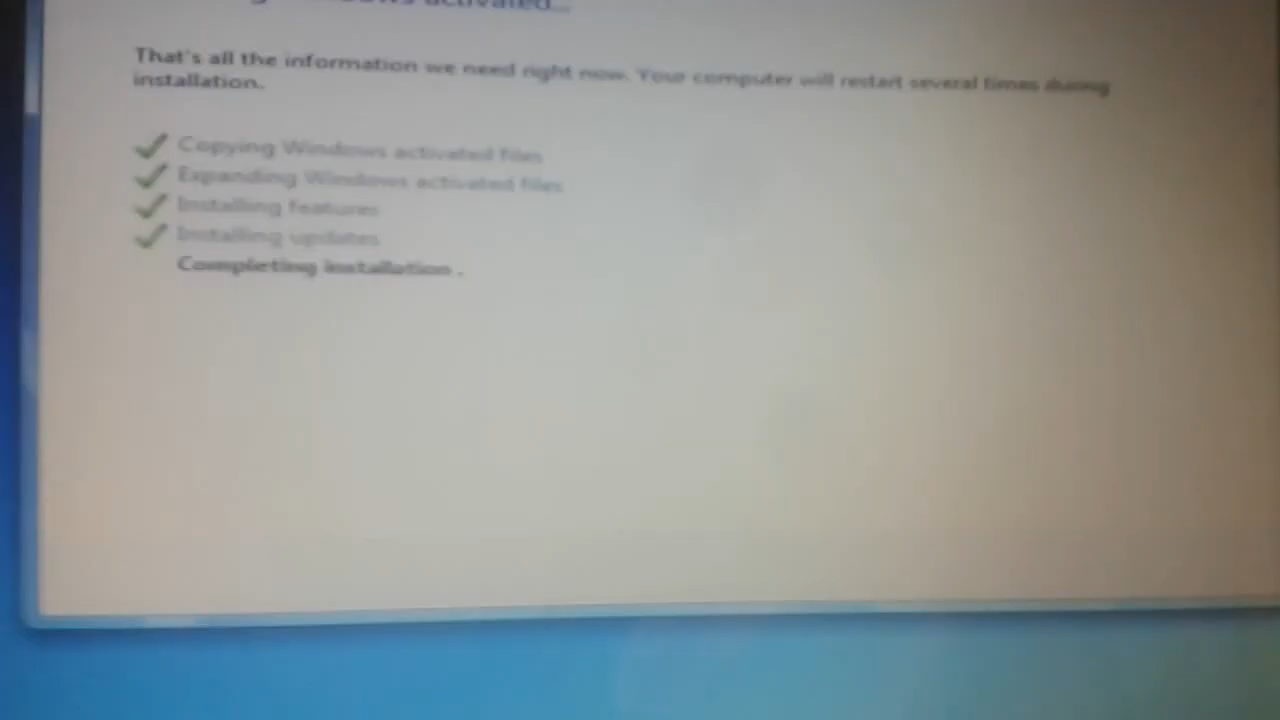 activated...
That's all the information we need right now. Your computer will restart several times during
installation.
Copying Windows activated files
Expanding Windows activated files
Installing features
Installing updates
Completing installation .